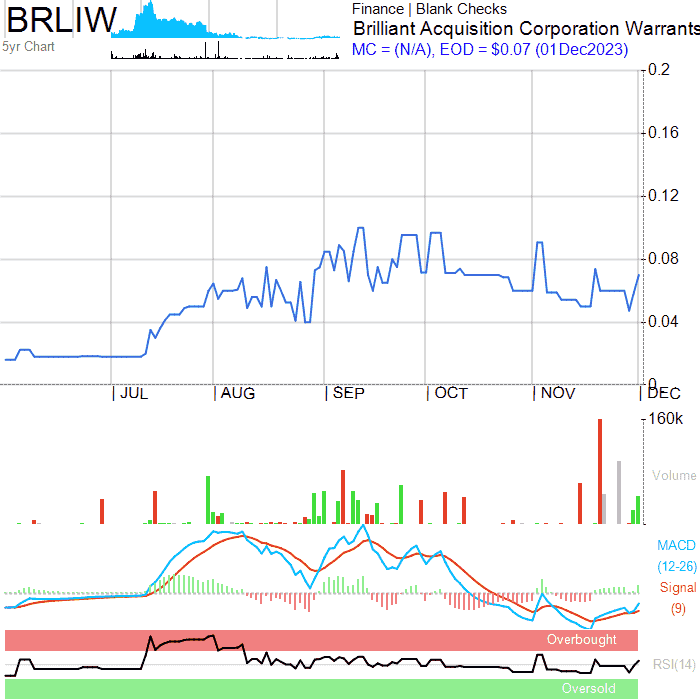 BRLIW
5yr Chart
Finance | Blank Checks
Brilliant Acquisition Corporation Warrants
MC = (N/A), EOD = $0.07 (01Dec2023)
0.2
0.16
0.12
0.08
0.04
0
JUL AUG SEP OCT NOV DEC
160k
Volume
MACD
(12-26)
Signal
(9)
Overbought
RSI(14)
Oversold